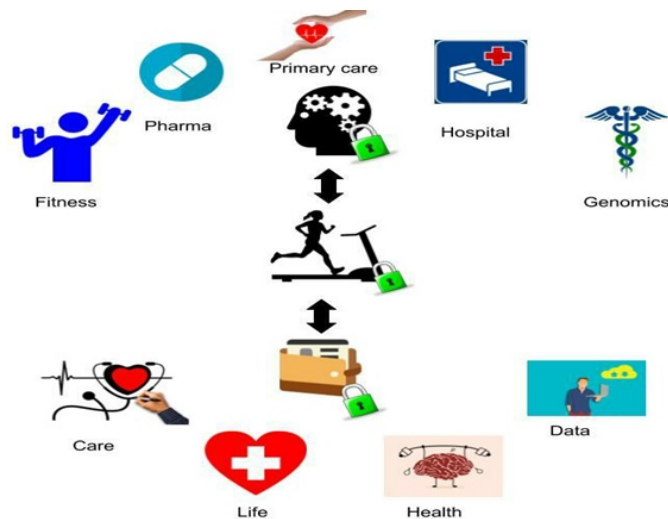 Primary care
Pharma
Hospital
Fitness
Genomics
Care
Data
Life
Health